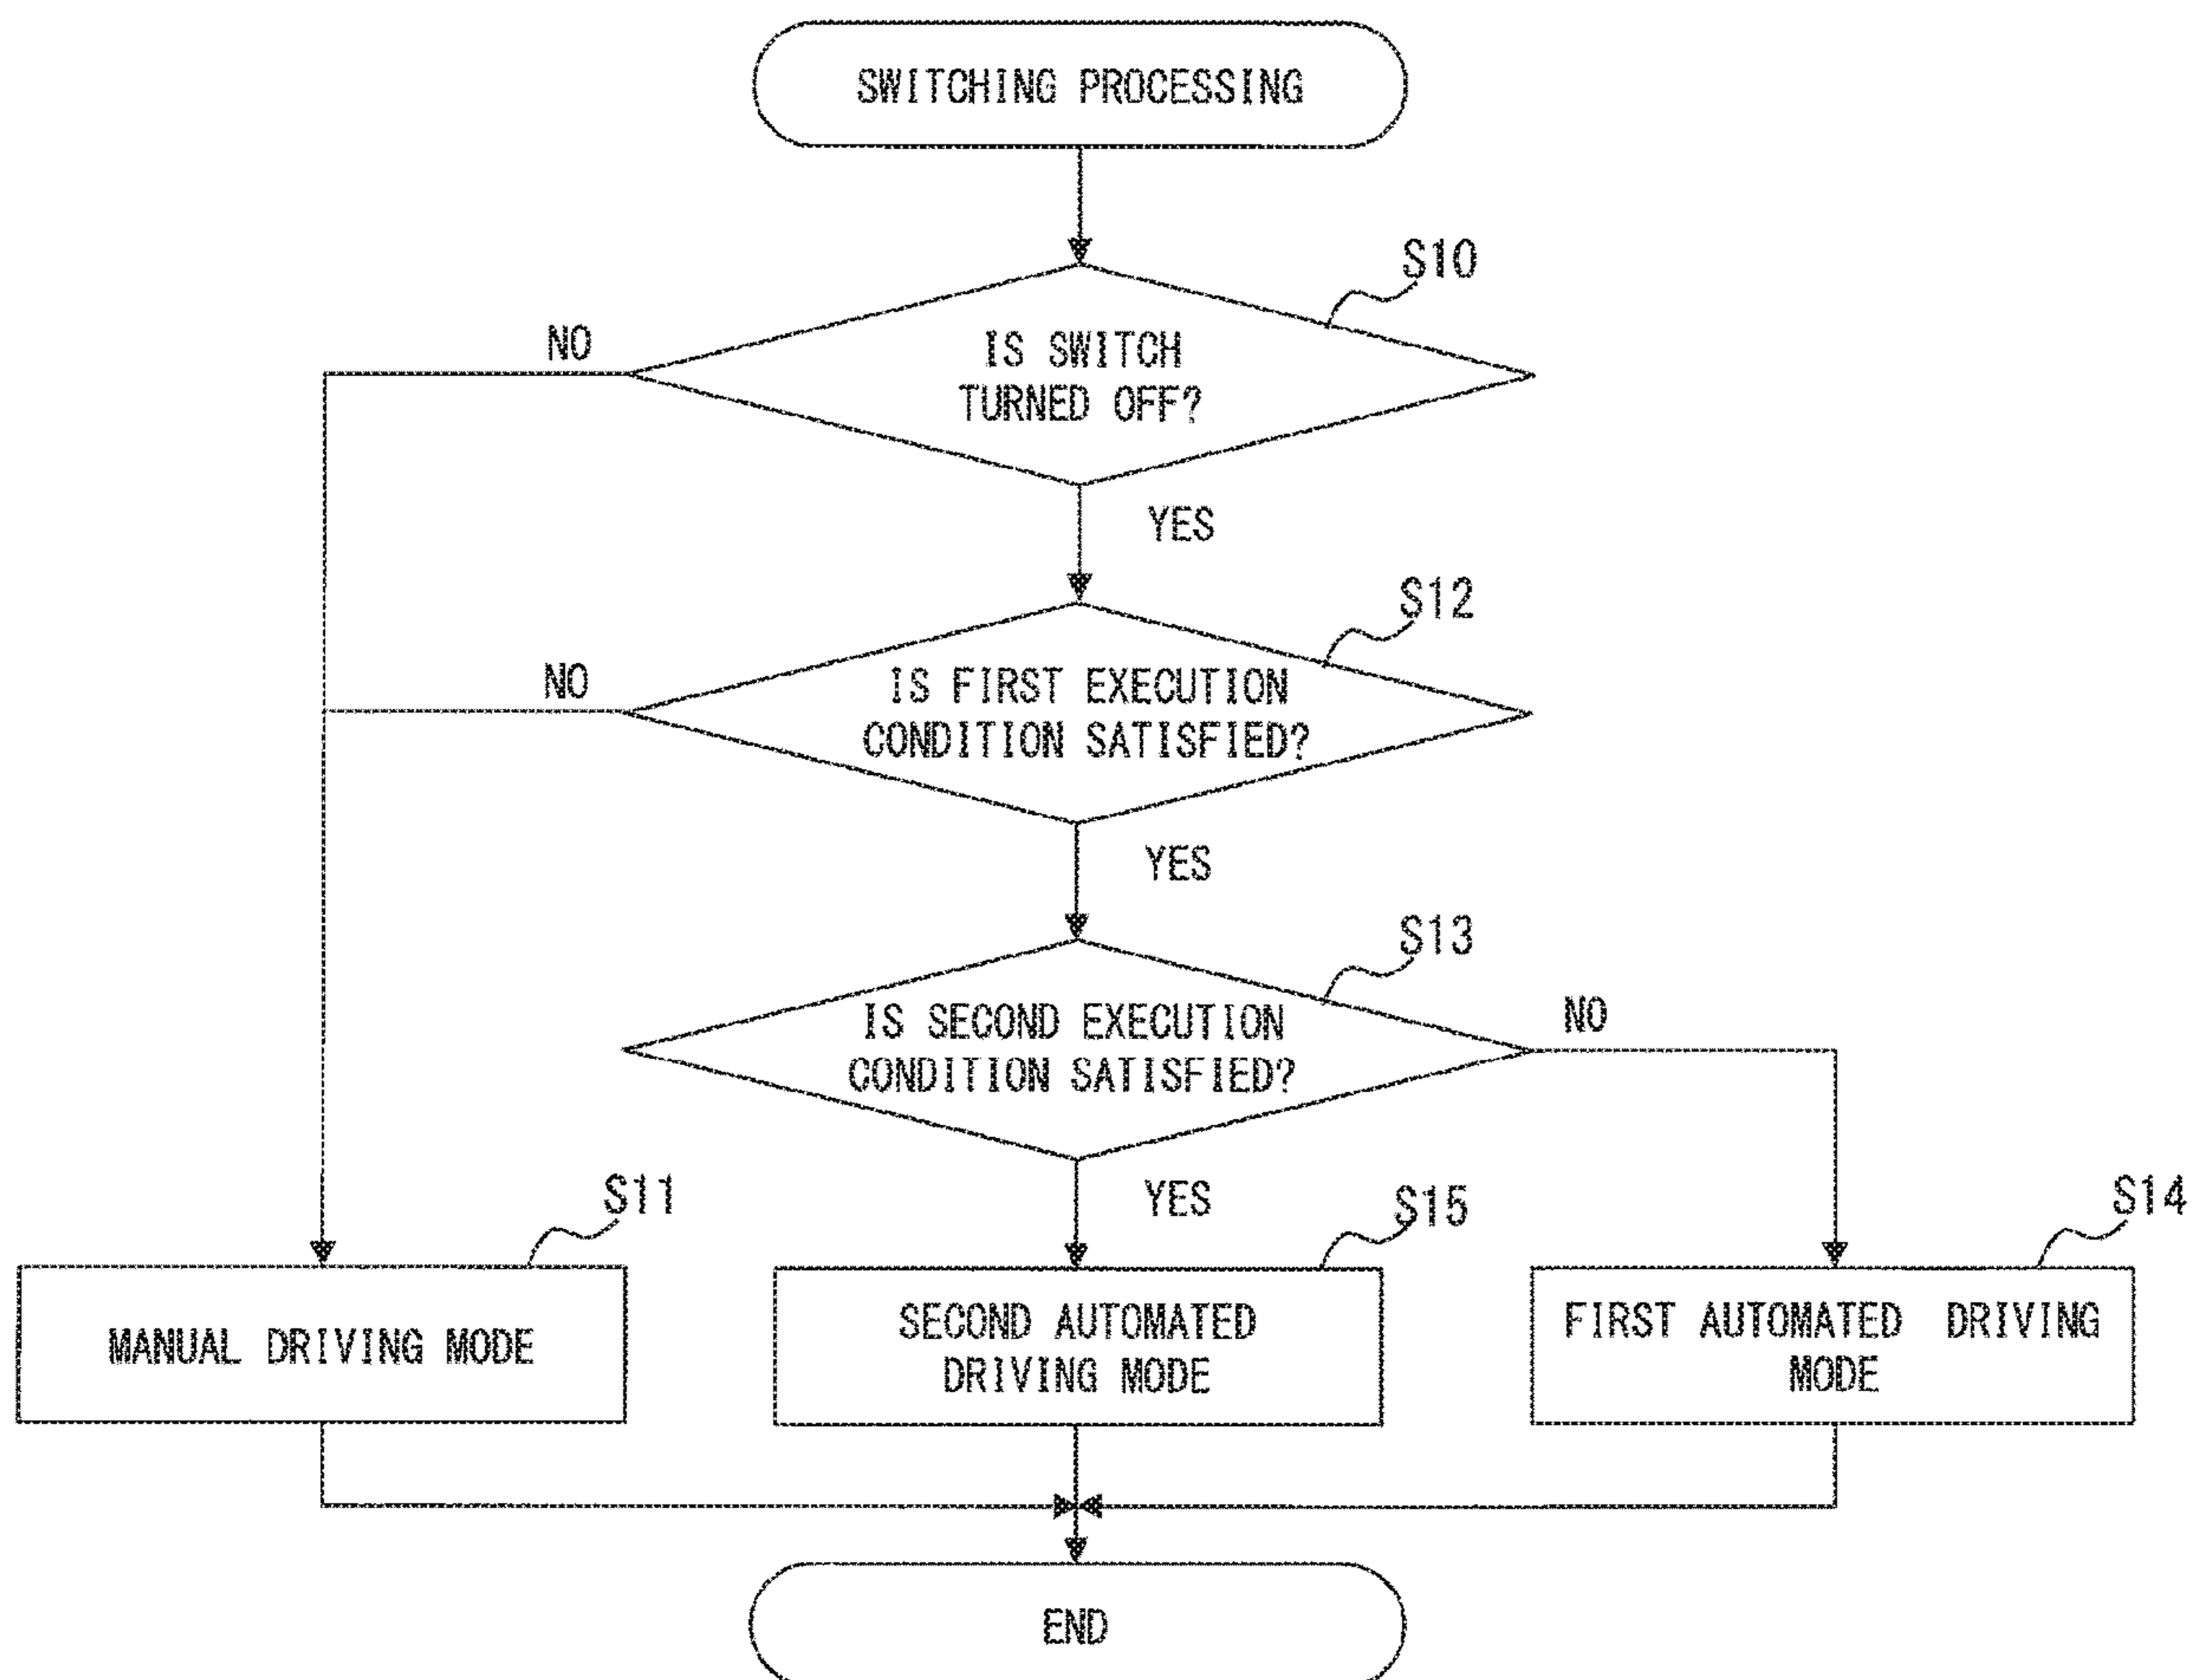 SWITCHING PROCESSING
S10
NO
IS SWITCH
TURNED OFF?
YES
S12
NO
IS FIRST EXECUTION
CONDITION SATISFIED?
YES
S13
IS SECOND EXECUTION
CONDITION SATISFIED?
NO
YES
S11
S15
S14
MANUAL DRIVING MODE
SECOND AUTOMATED
DRIVING MODE
FIRST AUTOMATED DRIVING
MODE
END